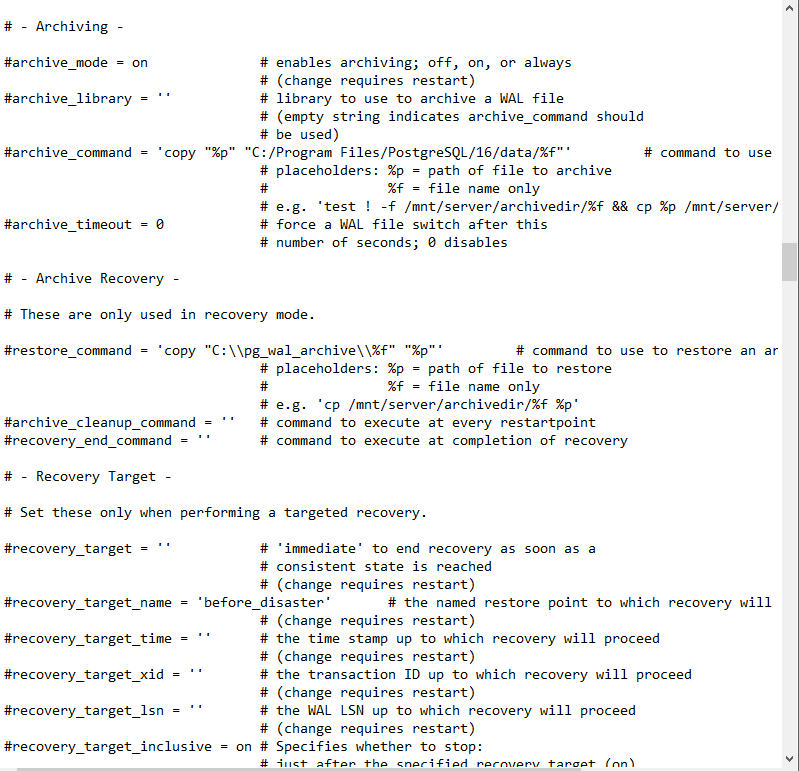 # - Archiving -
#archive_mode = on # enables archiving; off, on, or always
# (change requires restart)
#archive_library = '' # library to use to archive a WAL file
# (empty string indicates archive_command should
# be used)
#archive_command = 'copy "%p" "C:/Program Files/PostgreSQL/16/data/%f"' # command to use
# placeholders: %p = path of file to archive
# %f = file name only
# e.g. 'test ! -f /mnt/server/archivedir/%f && cp %p /mnt/server/
#archive_timeout = 0 # force a WAL file switch after this
# number of seconds; 0 disables
# - Archive Recovery -
# These are only used in recovery mode.
#restore_command = 'copy "C:\\pg_wal_archive\\%f" "%p"' # command to use to restore an ar
# placeholders: %p = path of file to restore
# %f = file name only
# e.g. 'cp /mnt/server/archivedir/%f %p'
#archive_cleanup_command = '' # command to execute at every restartpoint
#recovery_end_command = '' # command to execute at completion of recovery
# - Recovery Target -
# Set these only when performing a targeted recovery.
#recovery_target = '' # 'immediate' to end recovery as soon as a
# consistent state is reached
# (change requires restart)
#recovery_target_name = 'before_disaster' # the named restore point to which recovery will
# (change requires restart)
#recovery_target_time = '' # the time stamp up to which recovery will proceed
# (change requires restart)
#recovery_target_xid = '' # the transaction ID up to which recovery will proceed
# (change requires restart)
#recovery_target_lsn = '' # the WAL LSN up to which recovery will proceed
# (change requires restart)
#recovery_target_inclusive = on # Specifies whether to stop:
# just after the specified recovery target (on)